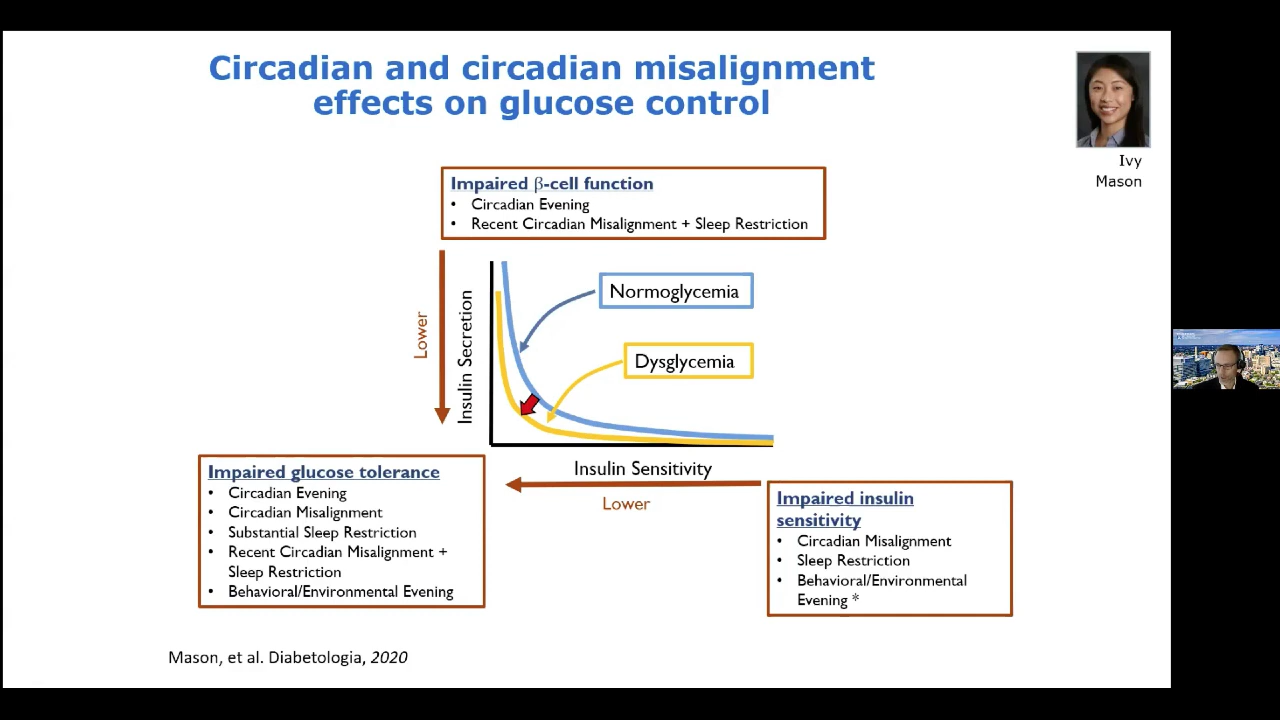 Circadian and circadian misalignment
effects on glucose control
Ivy
Mason
Impaired β-cell function
• Circadian Evening
• Recent Circadian Misalignment + Sleep Restriction
Normoglycemia
Dysglycemia
Lower
Insulin Secretion
Insulin Sensitivity
Lower
Impaired glucose tolerance
• Circadian Evening
• Circadian Misalignment
• Substantial Sleep Restriction
• Recent Circadian Misalignment +
Sleep Restriction
• Behavioral/Environmental Evening
Impaired insulin
sensitivity
• Circadian Misalignment
• Sleep Restriction
• Behavioral/Environmental
Evening *
Mason, et al. Diabetologia, 2020